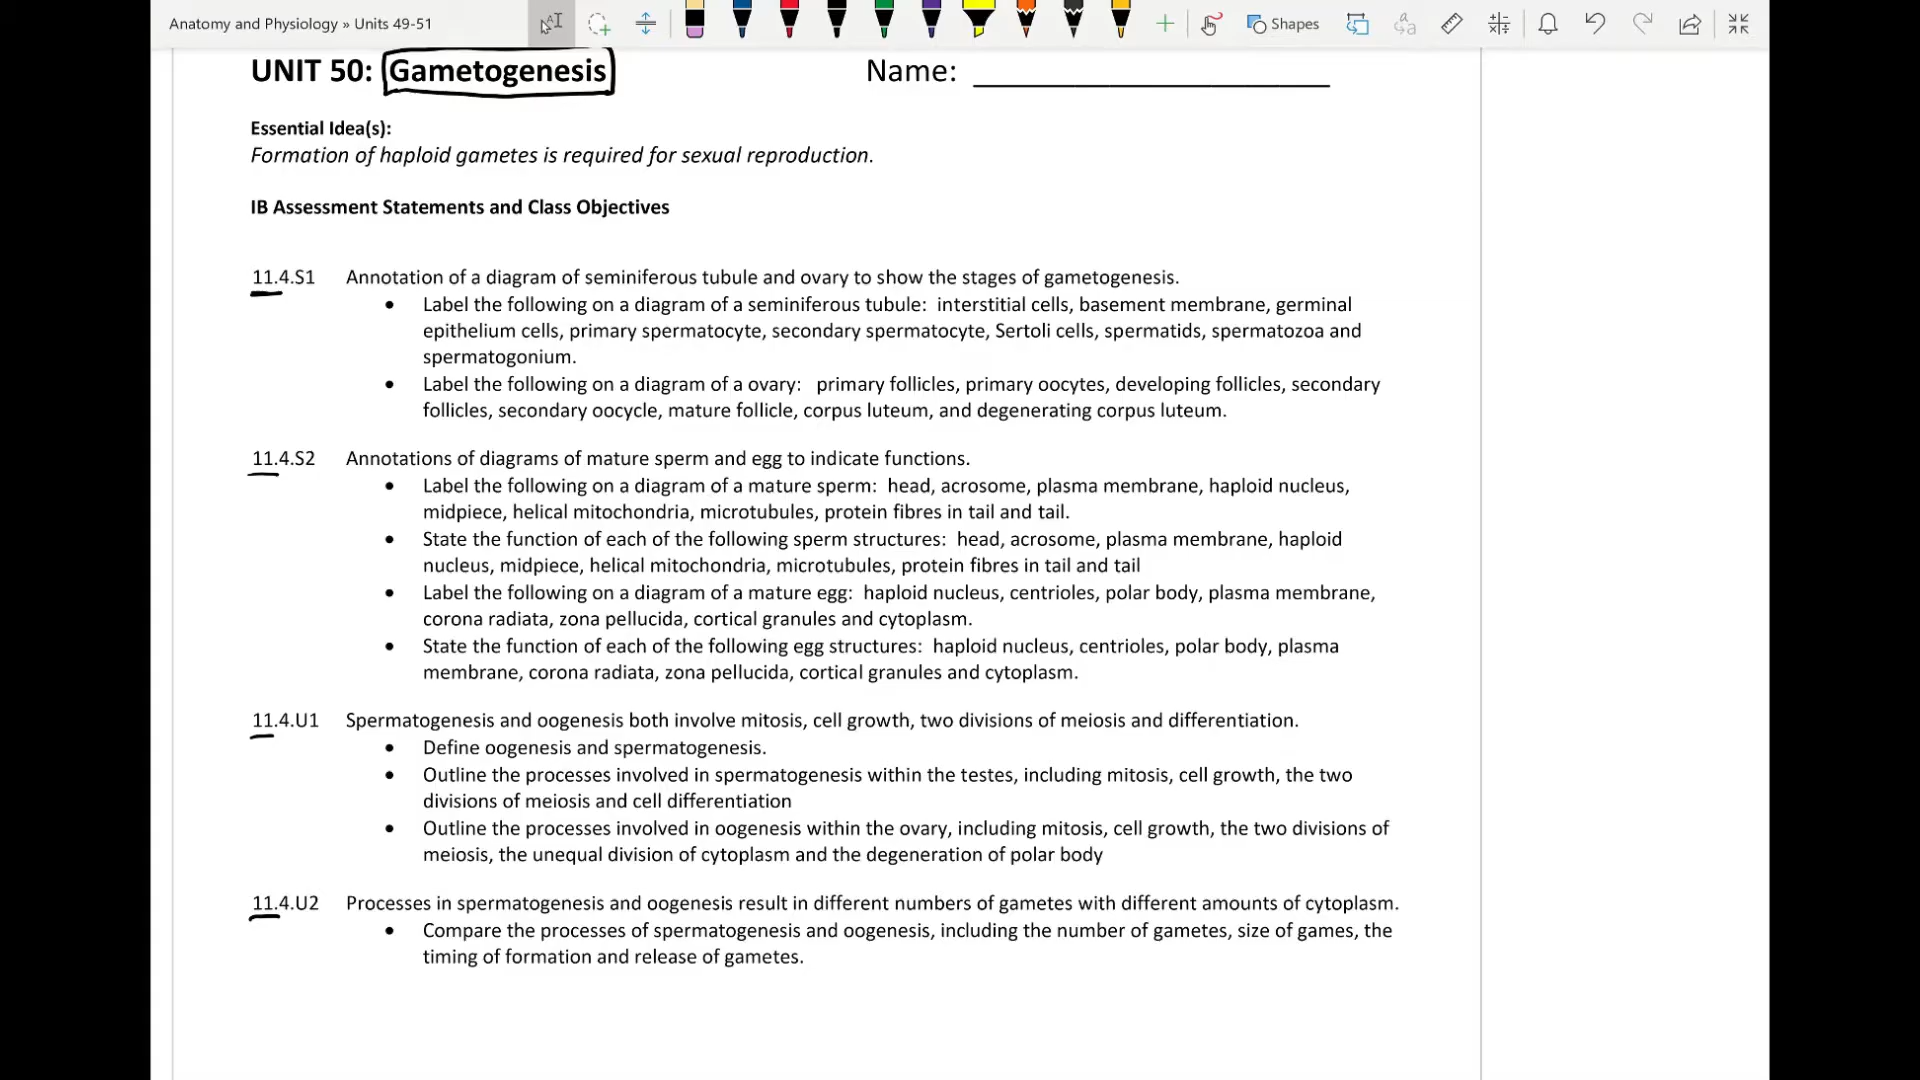 Anatomy and Physiology » Units 49-51
Shapes
UNIT 50: Gametogenesis Name: ______________________
Essential Idea(s):
Formation of haploid gametes is required for sexual reproduction.
IB Assessment Statements and Class Objectives
11.4.S1 Annotation of a diagram of seminiferous tubule and ovary to show the stages of gametogenesis.
• Label the following on a diagram of a seminiferous tubule: interstitial cells, basement membrane, germinal
epithelium cells, primary spermatocyte, secondary spermatocyte, Sertoli cells, spermatids, spermatozoa and
spermatogonium.
• Label the following on a diagram of a ovary: primary follicles, primary oocytes, developing follicles, secondary
follicles, secondary oocycle, mature follicle, corpus luteum, and degenerating corpus luteum.
11.4.S2 Annotations of diagrams of mature sperm and egg to indicate functions.
• Label the following on a diagram of a mature sperm: head, acrosome, plasma membrane, haploid nucleus,
midpiece, helical mitochondria, microtubules, protein fibres in tail and tail.
• State the function of each of the following sperm structures: head, acrosome, plasma membrane, haploid
nucleus, midpiece, helical mitochondria, microtubules, protein fibres in tail and tail
• Label the following on a diagram of a mature egg: haploid nucleus, centrioles, polar body, plasma membrane,
corona radiata, zona pellucida, cortical granules and cytoplasm.
• State the function of each of the following egg structures: haploid nucleus, centrioles, polar body, plasma
membrane, corona radiata, zona pellucida, cortical granules and cytoplasm.
11.4.U1 Spermatogenesis and oogenesis both involve mitosis, cell growth, two divisions of meiosis and differentiation.
• Define oogenesis and spermatogenesis.
• Outline the processes involved in spermatogenesis within the testes, including mitosis, cell growth, the two
divisions of meiosis and cell differentiation
• Outline the processes involved in oogenesis within the ovary, including mitosis, cell growth, the two divisions of
meiosis, the unequal division of cytoplasm and the degeneration of polar body
11.4.U2 Processes in spermatogenesis and oogenesis result in different numbers of gametes with different amounts of cytoplasm.
• Compare the processes of spermatogenesis and oogenesis, including the number of gametes, size of games, the
timing of formation and release of gametes.